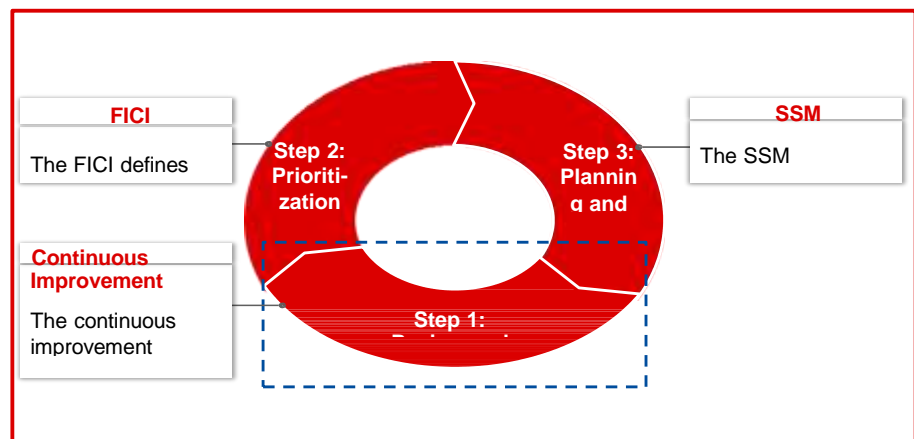 FICI
The FICI defines
Continuous
Improvement
The continuous
improvement
Step 2:
Prioriti-
zation
Step 3:
Plannin
g and
Step 1:
SSM
The SSM